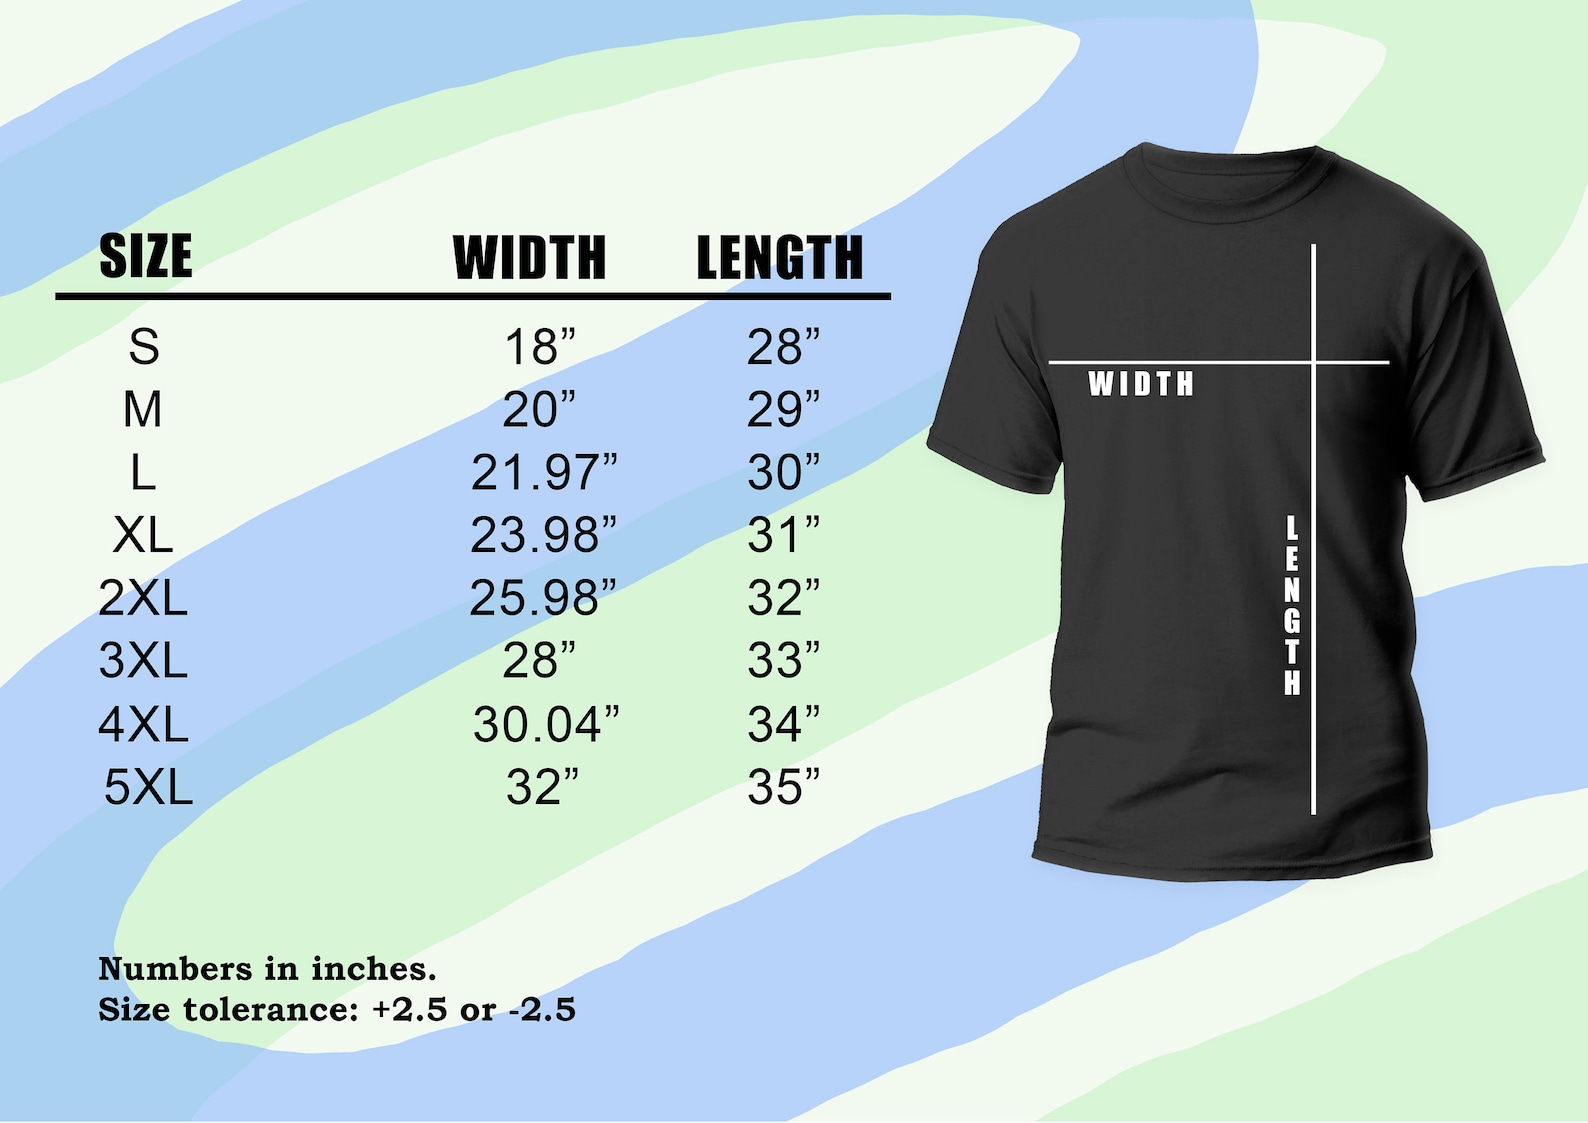 SIZE WIDTH LENGTH
S 18” 28”
M 20” 29”
L 21.97” 30”
XL 23.98” 31”
2XL 25.98” 32”
3XL 28” 33”
4XL 30.04” 34”
5XL 32” 35”
Numbers in inches.
Size tolerance: +2.5 or -2.5
WIDTH
LENGTH